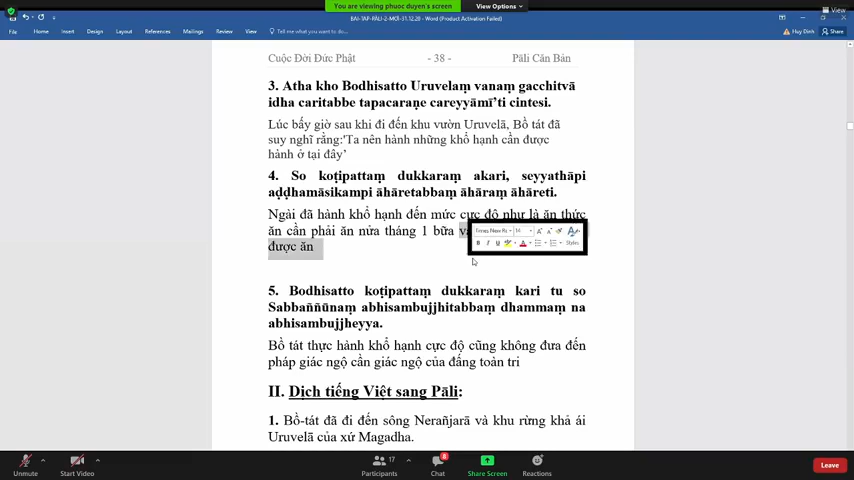 You are viewing phuoc duyen's screen View Options
View
BAI-TAP-PĀLI-2-MOI-31.12.20 - Word (Product Activation Failed)
File Home Insert Design Layout References Mailings Review View Tell me what you want to do... Huy Dinh Share
Cuộc Đời Đức Phật - 38 - Pāli Căn Bản
3. Atha kho Bodhisatto Uruvelaṃ vanaṃ gacchitvā
idha caritabbe tapacaraṇe careyyāmī'ti cintesi.
Lúc bấy giờ sau khi đi đến khu vườn Uruvelā, Bồ tát đã
suy nghĩ rằng:'Ta nên hành những khổ hạnh cần được
hành ở tại đây'
4. So koṭipattaṃ dukkaraṃ akari, seyyathāpi
aḍḍhamāsikampi āhāretabbaṃ āhāraṃ āhāreti.
Ngài đã hành khổ hạnh đến mức cực độ như là ăn thức
ăn cần phải ăn nửa tháng 1 bữa
Times New Ro 14
B I U A Styles
được ăn
5. Bodhisatto koṭipattaṃ dukkaraṃ kari tu so
Sabbaññūnaṃ abhisambujjhitabbaṃ dhammaṃ na
abhisambujjheyya.
Bồ tát thực hành khổ hạnh cực độ cũng không đưa đến
pháp giác ngộ cần giác ngộ của đấng toàn tri
II. Dịch tiếng Việt sang Pāli:
1. Bồ-tát đã đi đến sông Nerañjarā và khu rừng khả ái
Uruvelā của xứ Magadha.
17 8
Unmute Start Video Participants Chat Share Screen Reactions Leave